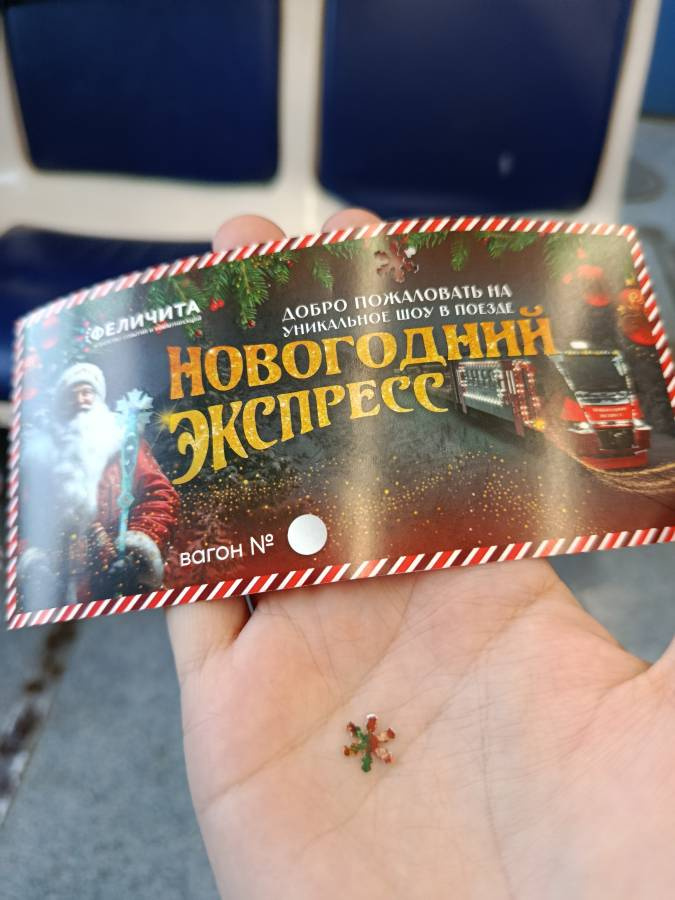 ФЕЛИЧИТА
ДОБРО ПОЖАЛОВАТЬ НА
УНИКАЛЬНОЕ ШОУ В ПОЕЗДЕ
НОВОГОДНИЙ
ЭКСПРЕСС
вагон №